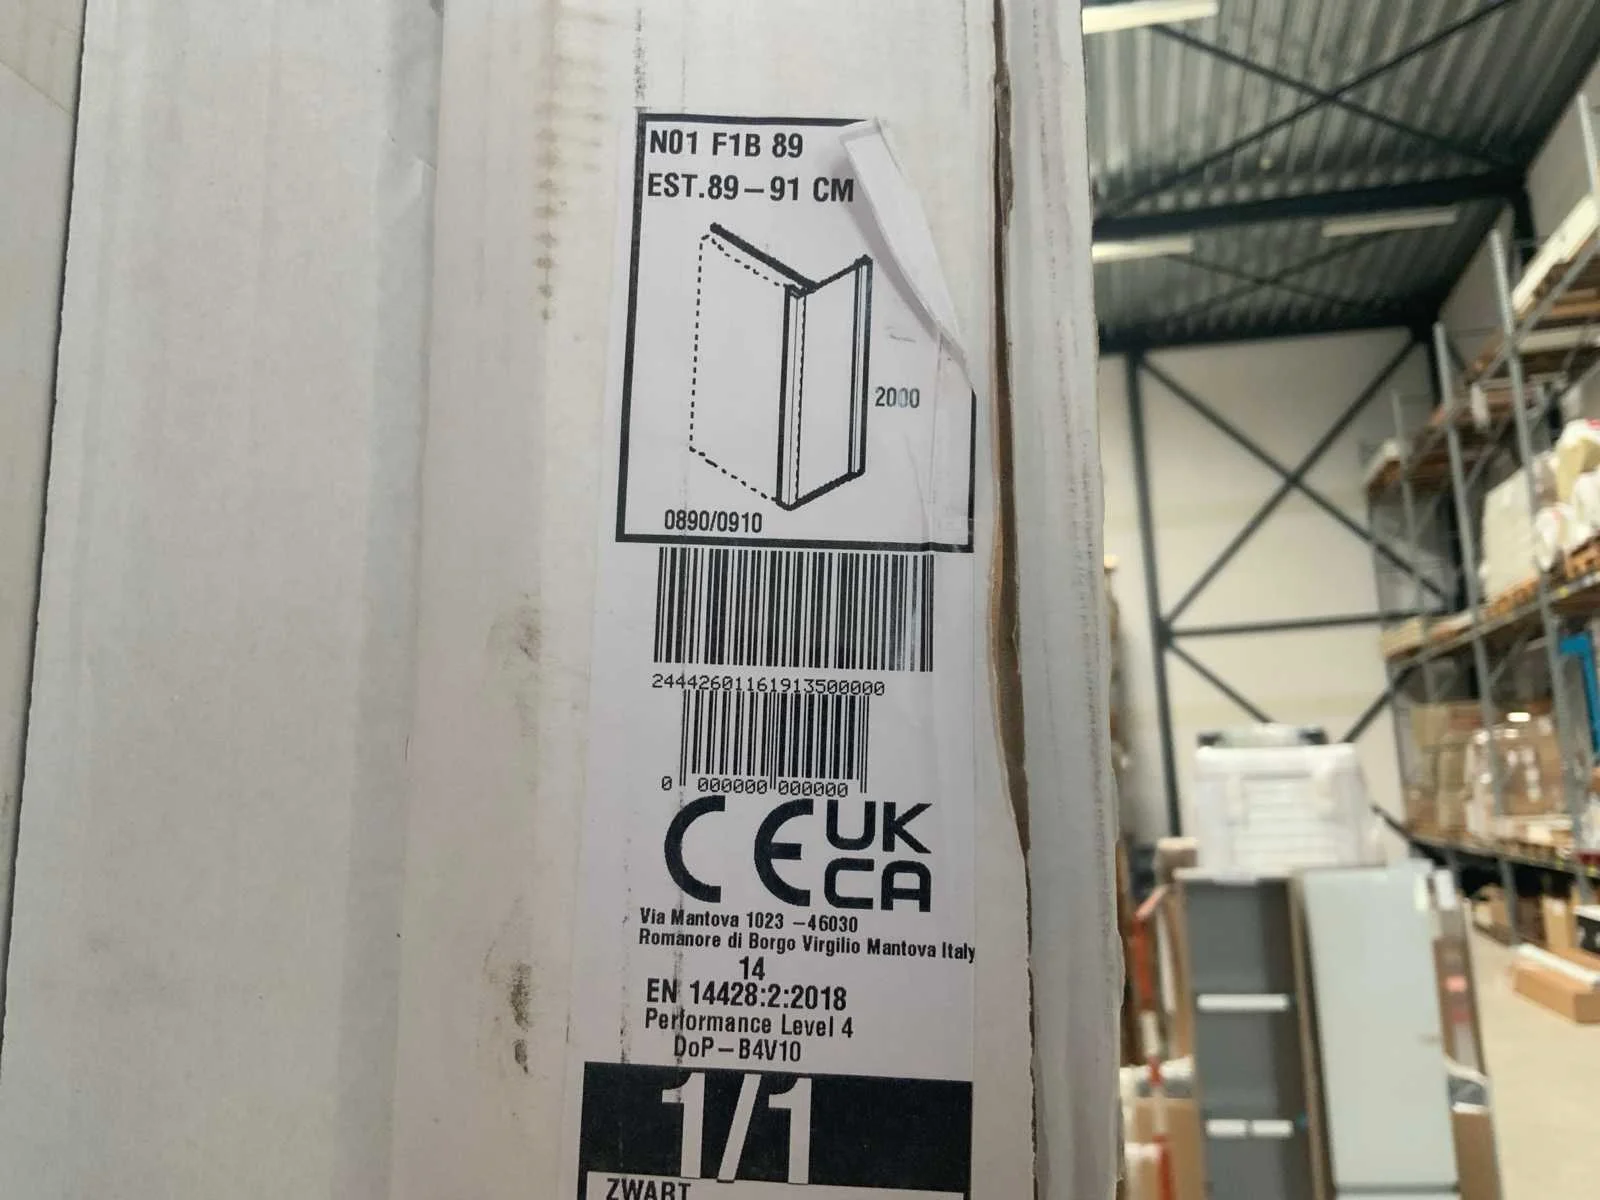 N01 F1B 89
EST.89–91 CM
2000
0890/0910
24442601161913500000
0 000000 000000
CE UK
CA
Via Mantova 1023 –46030
Romanore di Borgo Virgilio Mantova Italy
14
EN 14428:2:2018
Performance Level 4
DoP–B4V10
1/1
ZWART